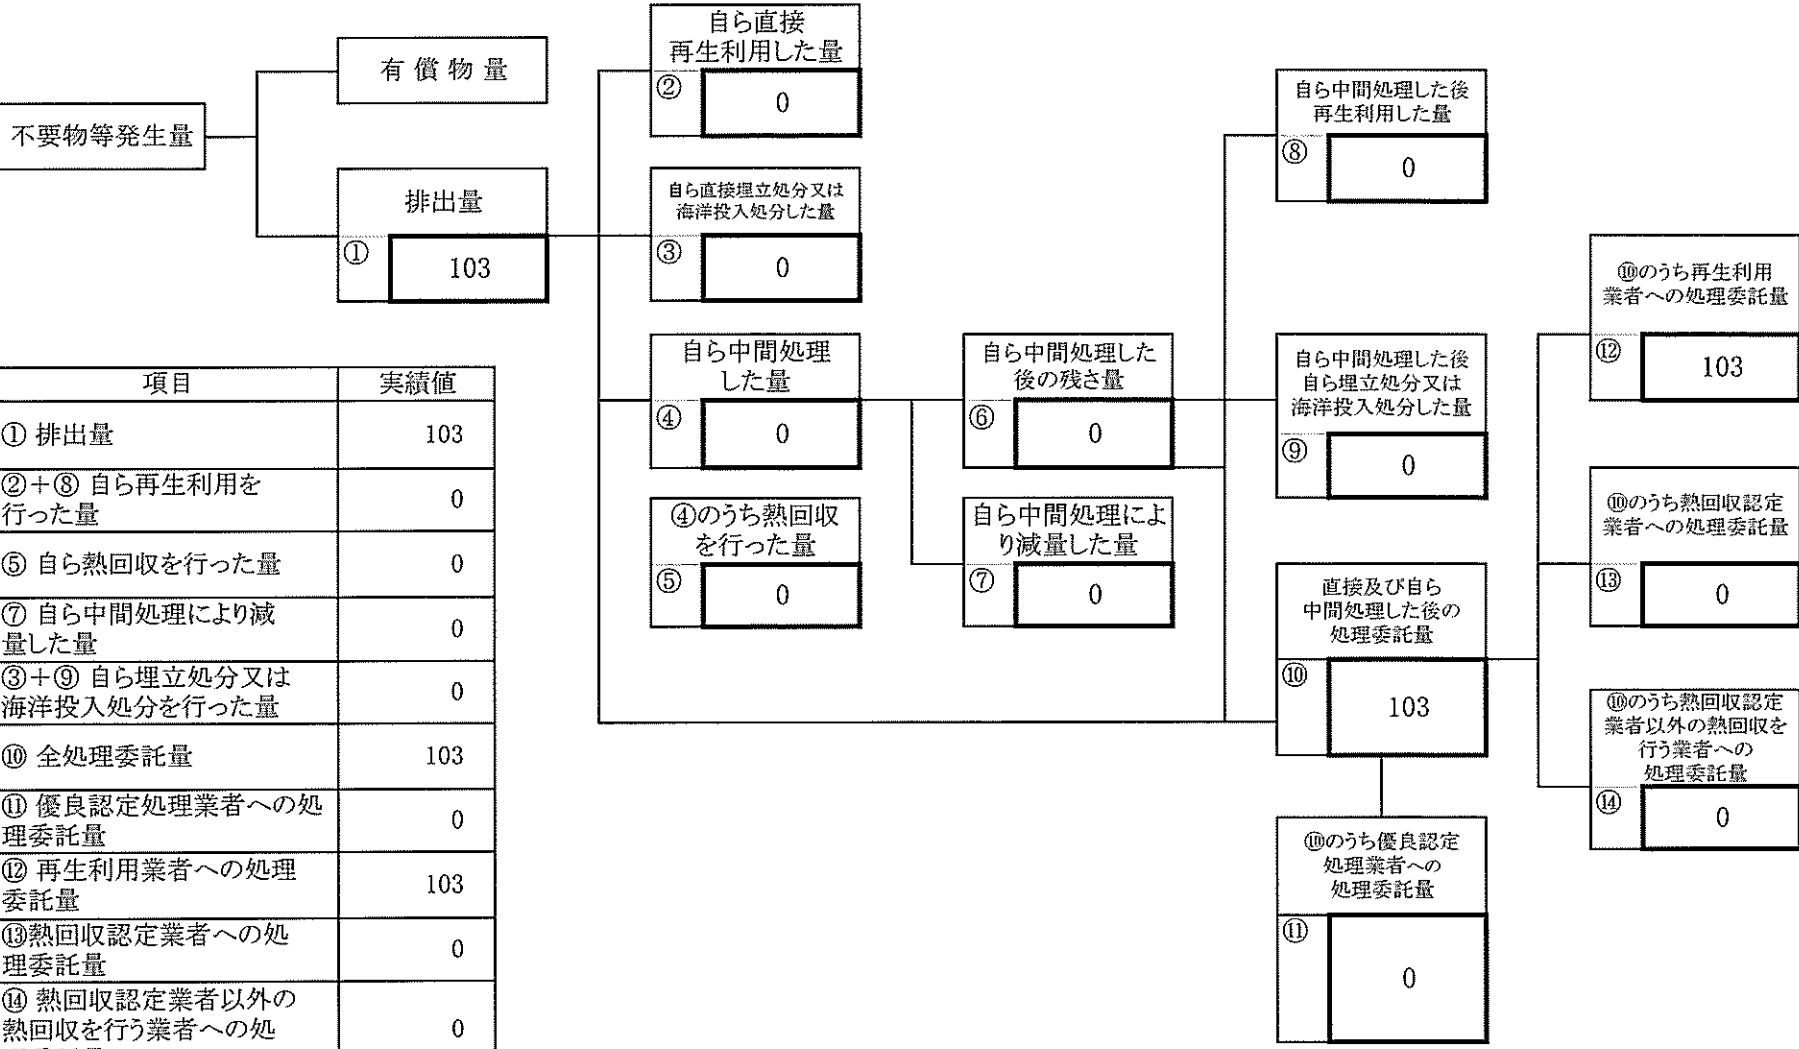 不要物等発生量
有償物量
排出量
①
103
自ら直接
再生利用した量
②
0
自ら直接埋立処分又は
海洋投入処分した量
③
0
自ら中間処理
した量
④
0
④のうち熱回収
を行った量
⑤
0
自ら中間処理した
後の残さ量
⑥
0
自ら中間処理によ
り減量した量
⑦
0
自ら中間処理した後
再生利用した量
⑧
0
自ら中間処理した後
自ら埋立処分又は
海洋投入処分した量
⑨
0
直接及び自ら
中間処理した後の
処理委託量
⑩
103
⑩のうち優良認定
処理業者への
処理委託量
⑪
0
⑩のうち再生利用
業者への処理委託量
⑫
103
⑩のうち熱回収認定
業者への処理委託量
⑬
0
⑩のうち熱回収認定
業者以外の熱回収を
行う業者への
処理委託量
⑭
0
項目 実績値
① 排出量 103
②+⑧ 自ら再生利用を
行った量 0
⑤ 自ら熱回収を行った量 0
⑦ 自ら中間処理により減
量した量 0
③+⑨ 自ら埋立処分又は
海洋投入処分を行った量 0
⑩ 全処理委託量 103
⑪ 優良認定処理業者への処
理委託量 0
⑫ 再生利用業者への処理
委託量 103
⑬熱回収認定業者への処
理委託量 0
⑭ 熱回収認定業者以外の
熱回収を行う業者への処 0